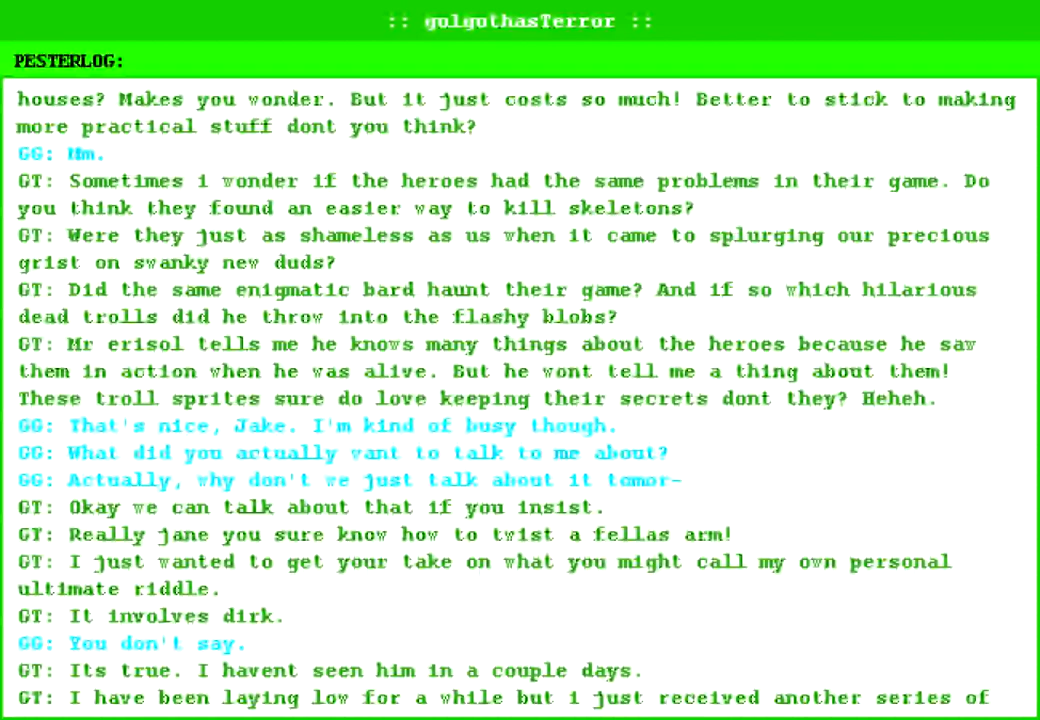 :: golgothasTerror ::
PESTERLOG:
houses? Makes you wonder. But it just costs so much! Better to stick to making
more practical stuff dont you think?
GG: Mm.
GT: Sometimes i wonder if the heroes had the same problems in their game. Do
you think they found an easier way to kill skeletons?
GT: Were they just as shameless as us when it came to splurging our precious
grist on swanky new duds?
GT: Did the same enigmatic bard haunt their game? And if so which hilarious
dead trolls did he throw into the flashy blobs?
GT: Mr erisol tells me he knows many things about the heroes because he saw
them in action when he was alive. But he wont tell me a thing about them!
These troll sprites sure do love keeping their secrets dont they? Heheh.
GG: That's nice, Jake. I'm kind of busy though.
GG: What did you actually want to talk to me about?
GG: Actually, why don't we just talk about it tomor-
GT: Okay we can talk about that if you insist.
GT: Really jane you sure know how to twist a fellas arm!
GT: I just wanted to get your take on what you might call my own personal
ultimate riddle.
GT: It involves dirk.
GG: You don't say.
GT: Its true. I havent seen him in a couple days.
GT: I have been laying low for a while but i just received another series of